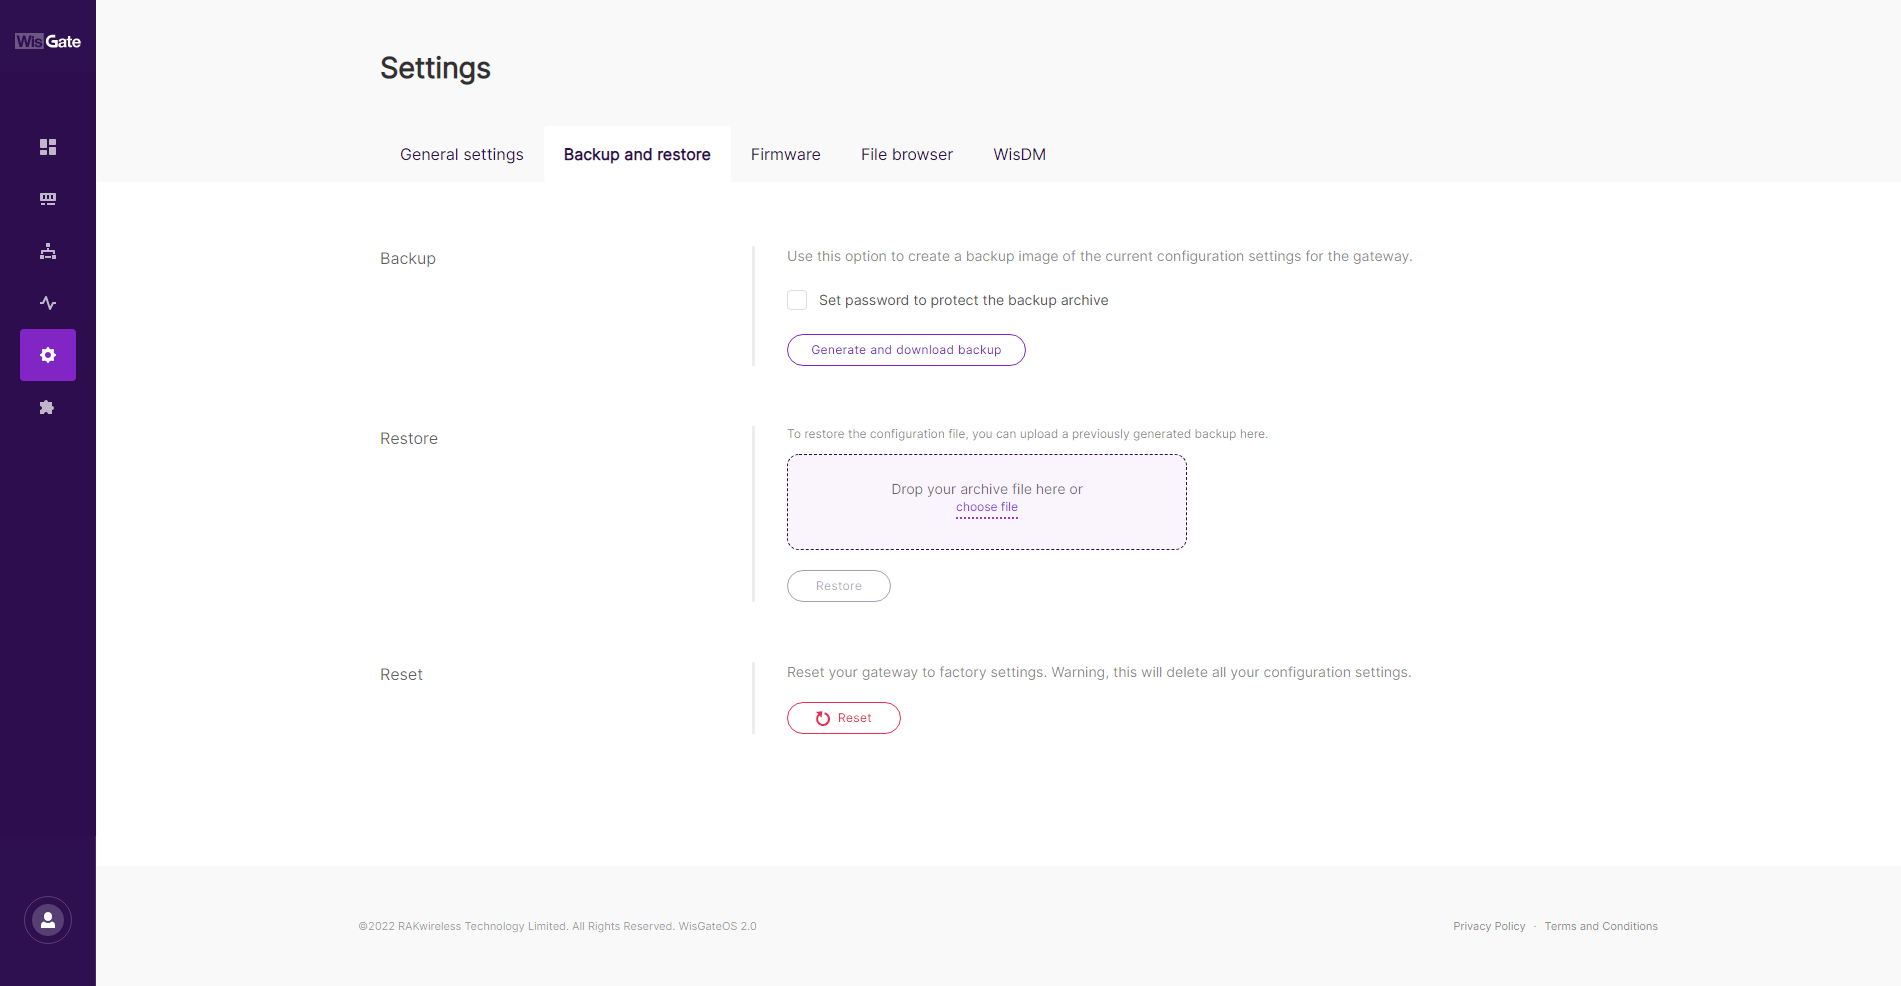 WisGate
Settings
General settings
Backup and restore
Firmware
File browser
WisDM
Backup
Use this option to create a backup image of the current configuration settings for the gateway.
Set password to protect the backup archive
Generate and download backup
Restore
To restore the configuration file, you can upload a previously generated backup here.
Drop your archive file here or
choose file
Restore
Reset
Reset your gateway to factory settings. Warning, this will delete all your configuration settings.
Reset
©2022 RAKwireless Technology Limited. All Rights Reserved. WisGateOS 2.0
Privacy Policy · Terms and Conditions